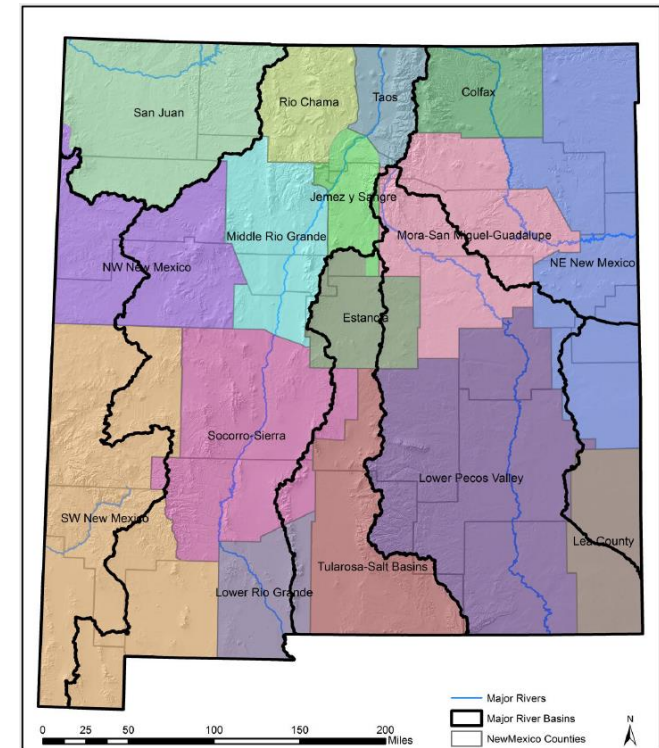 San Juan
Rio Chama
Taos
Colfax
Jemez y Sangre
Middle Rio Grande
Mora-San Miguel-Guadalupe
NW New Mexico
NE New Mexico
Estancia
Socorro-Sierra
Lower Pecos Valley
SW New Mexico
Lea County
Tularosa-Salt Basins
Lower Rio Grande
Major Rivers
Major River Basins
NewMexico Counties
N
0 25 50 100 150 200
Miles